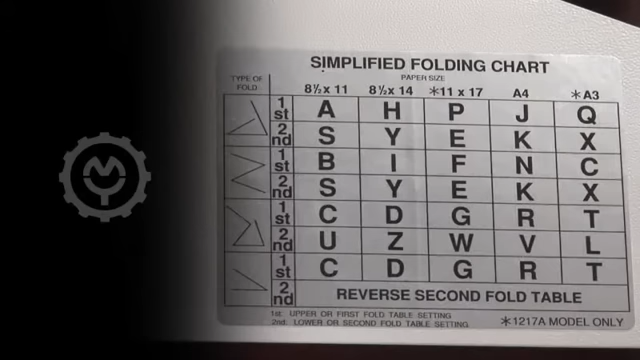 SIMPLIFIED FOLDING CHART
TYPE OF FOLD
PAPER SIZE
8½ x 11 8½ x 14 *11 x 17 A4 *A3
1st A H P J Q
2nd S Y E K X
1st B I F N C
2nd S Y E K X
1st C D G R T
2nd U Z W V L
1st C D G R T
2nd REVERSE SECOND FOLD TABLE
1st: UPPER OR FIRST FOLD TABLE SETTING
2nd: LOWER OR SECOND FOLD TABLE SETTING *1217A MODEL ONLY